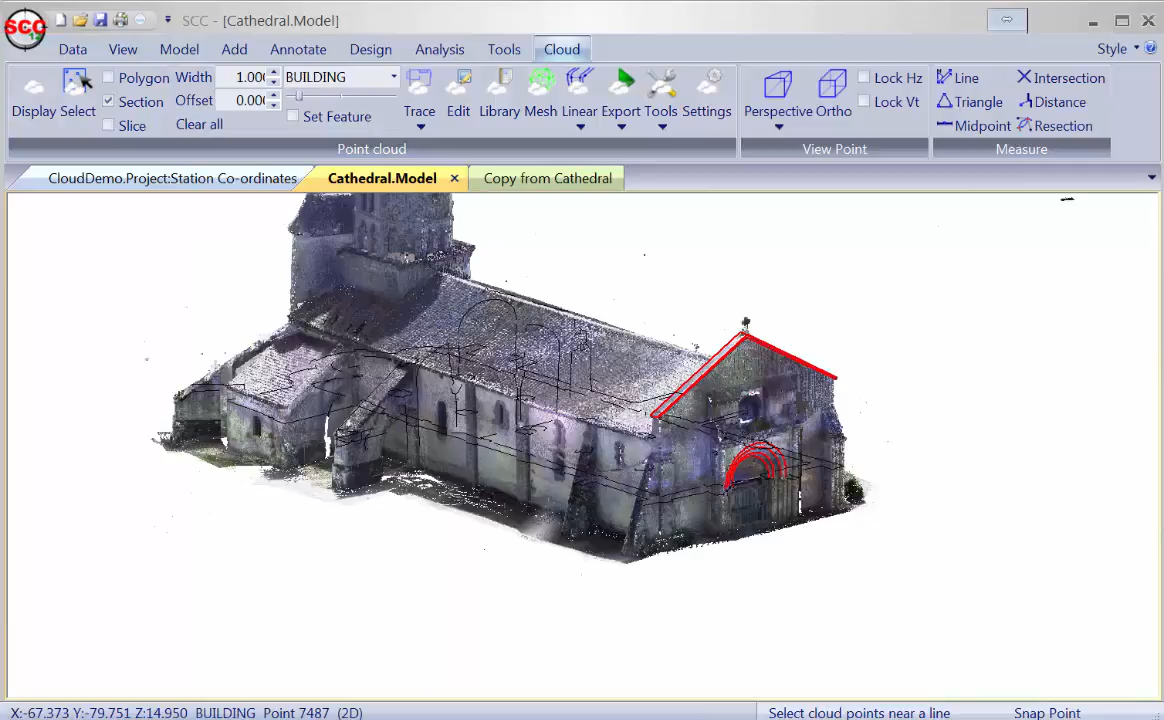 SCC
SCC - [Cathedral.Model]
Data View Model Add Annotate Design Analysis Tools Cloud Style
Polygon Width 1.00 BUILDING Lock Hz Line Intersection
Display Select Section Offset 0.00 Set Feature Trace Edit Library Mesh Linear Export Tools Settings Perspective Ortho Lock Vt Triangle Distance
Slice Clear all Midpoint Resection
Point cloud View Point Measure
CloudDemo.Project:Station Co-ordinates Cathedral.Model Copy from Cathedral
X:-67.373 Y:-79.751 Z:14.950 BUILDING Point 7487 (2D) Select cloud points near a line Snap Point